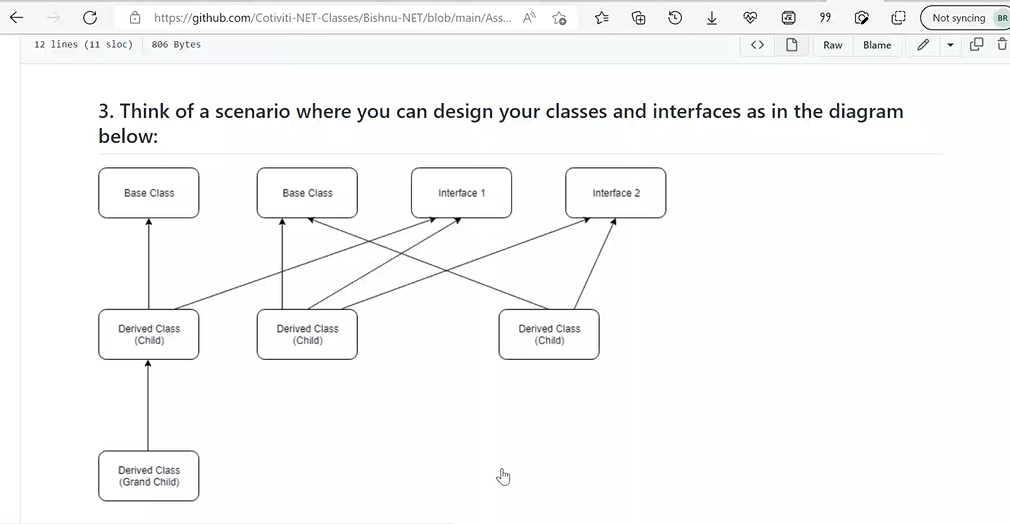 https://github.com/Cotiviti-NET-Classes/Bishnu-NET/blob/main/Ass...
Not syncing
BR
12 lines (11 sloc)
806 Bytes
Raw
Blame
3. Think of a scenario where you can design your classes and interfaces as in the diagram
below:
Base Class
Base Class
Interface 1
Interface 2
Derived Class
(Child)
Derived Class
(Child)
Derived Class
(Child)
Derived Class
(Grand Child)